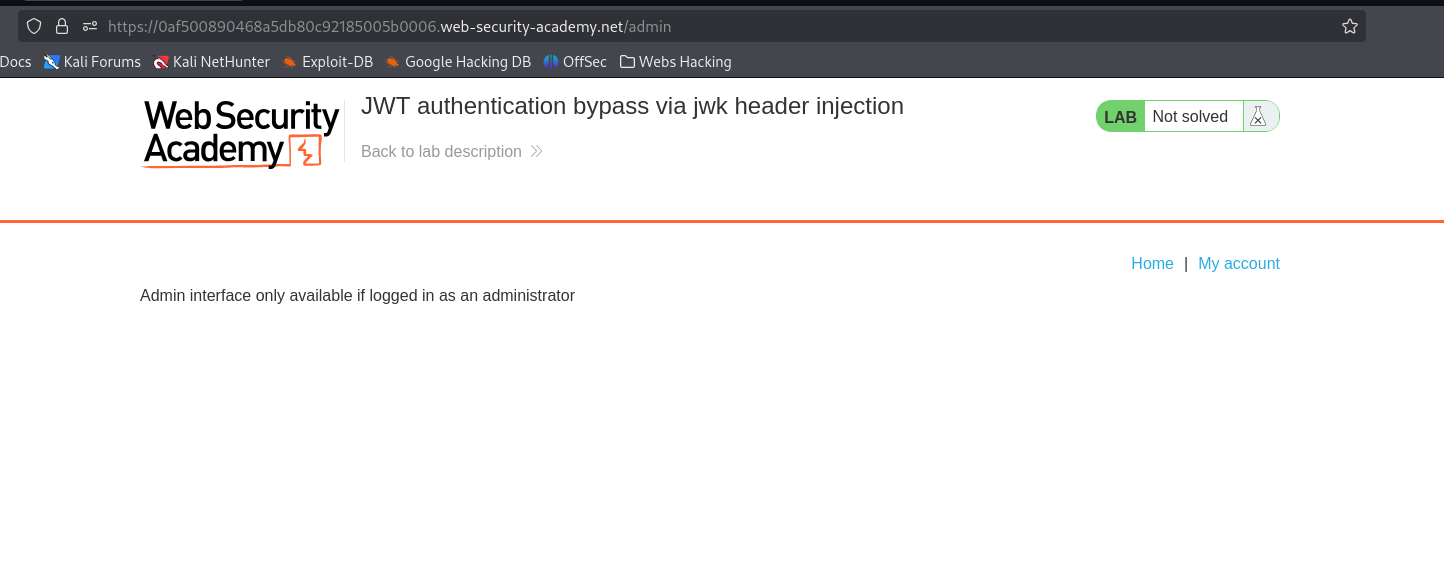 https://0af500890468a5db80c92185005b0006.web-security-academy.net/admin
Docs Kali Forums Kali NetHunter Exploit-DB Google Hacking DB OffSec Webs Hacking
Web Security
Academy
JWT authentication bypass via jwk header injection
Back to lab description
LAB Not solved
Home | My account
Admin interface only available if logged in as an administrator